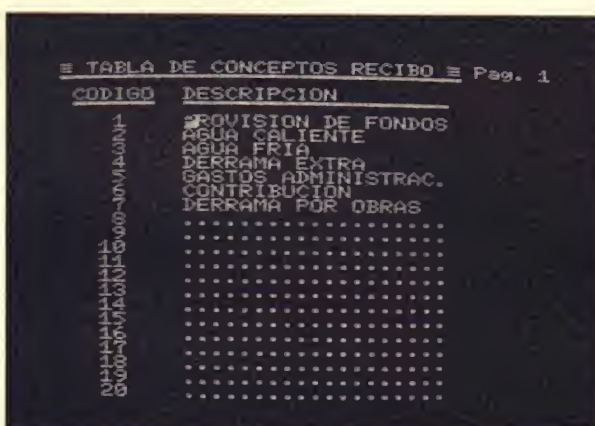 ≡ TABLA DE CONCEPTOS RECIBO ≡ Pag. 1
CODIGO DESCRIPCION
1 PROVISION DE FONDOS
2 AGUA CALIENTE
3 AGUA FRIA
4 DERRAMA EXTRA
5 GASTOS ADMINISTRAC.
6 CONTRIBUCION
7 DERRAMA POR OBRAS
8 ...................
9 ...................
10 ...................
11 ...................
12 ...................
13 ...................
14 ...................
15 ...................
16 ...................
17 ...................
18 ...................
19 ...................
20 ...................